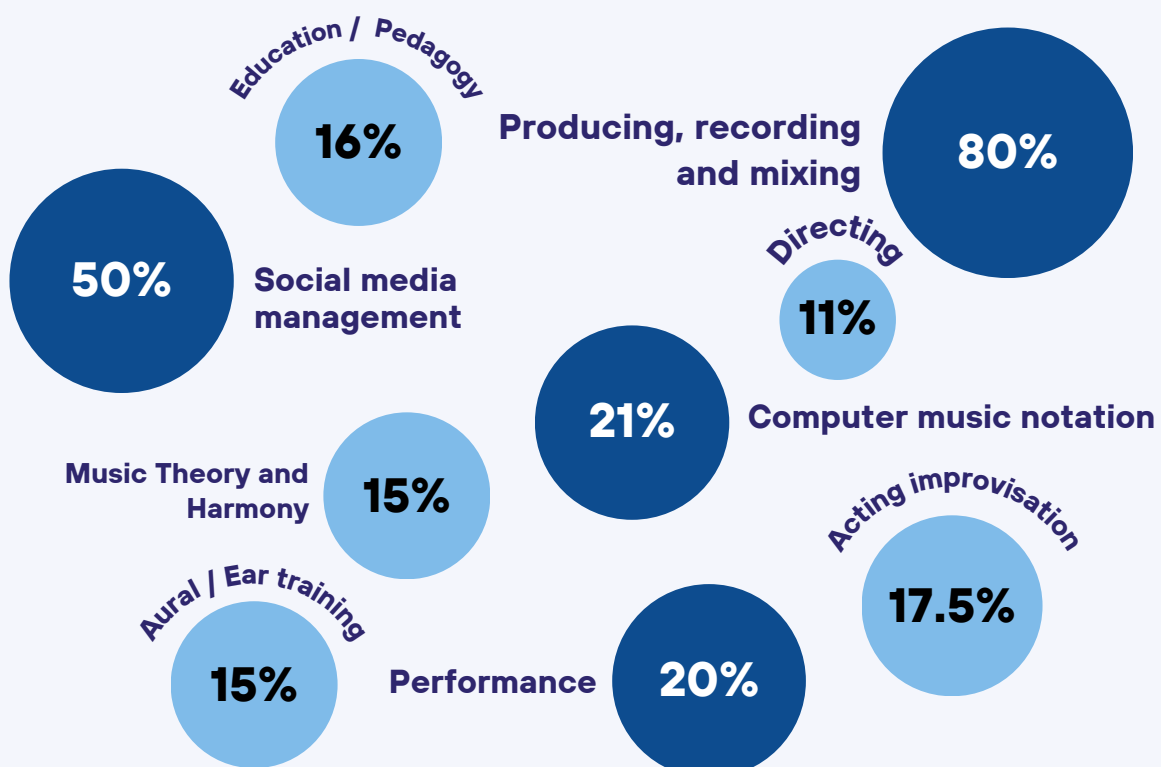 Education / Pedagogy
16%
Producing, recording
and mixing
80%
50%
Social media
management
Directing
11%
21%
Computer music notation
Music Theory and
Harmony
15%
Acting improvisation
17.5%
Aural / Ear training
15%
Performance
20%